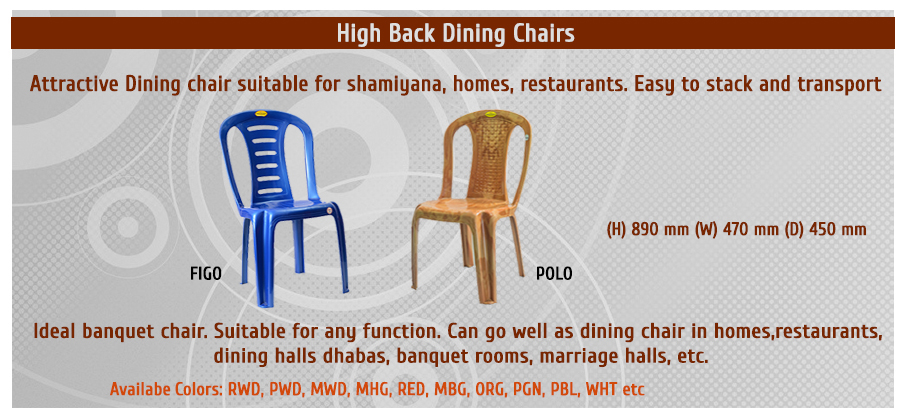 High Back Dining Chairs
Attractive Dining chair suitable for shamiyana, homes, restaurants. Easy to stack and transport
(H) 890 mm (W) 470 mm (D) 450 mm
FIGO
POLO
Ideal banquet chair. Suitable for any function. Can go well as dining chair in homes,restaurants,
dining halls dhabas, banquet rooms, marriage halls, etc.
Availabe Colors: RWD, PWD, MWD, MHG, RED, MBG, ORG, PGN, PBL, WHT etc